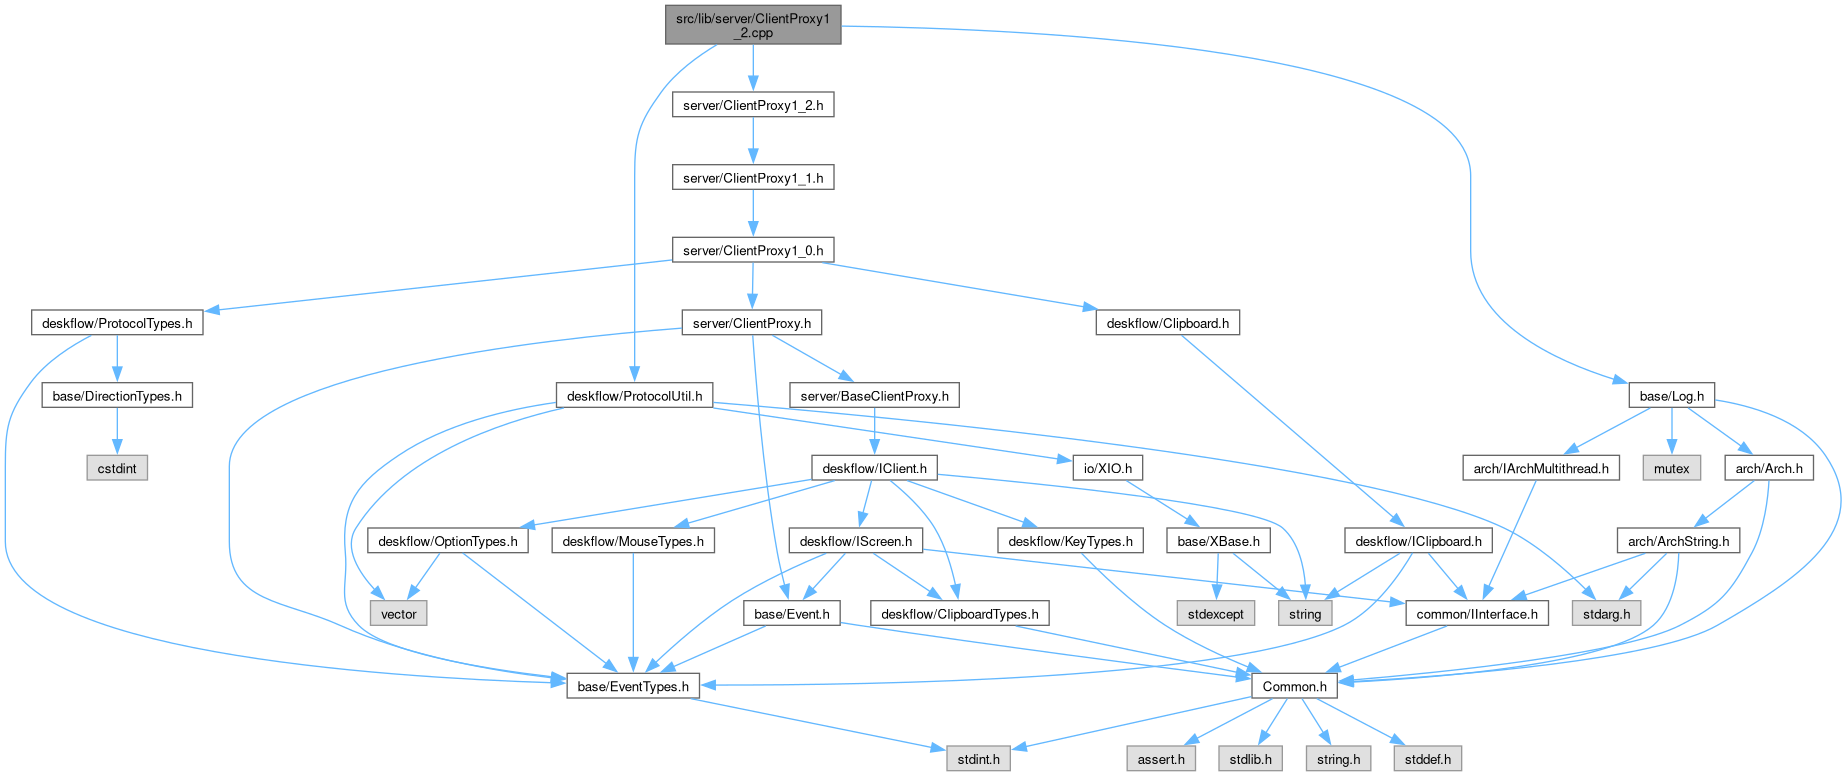 src/lib/server/ClientProxy1
_2.cpp
server/ClientProxy1_2.h
server/ClientProxy1_1.h
server/ClientProxy1_0.h
deskflow/ProtocolTypes.h
server/ClientProxy.h
deskflow/Clipboard.h
base/DirectionTypes.h
deskflow/ProtocolUtil.h
server/BaseClientProxy.h
base/Log.h
cstdint
deskflow/IClient.h
io/XIO.h
arch/IArchMultithread.h
mutex
arch/Arch.h
deskflow/OptionTypes.h
deskflow/MouseTypes.h
deskflow/IScreen.h
deskflow/KeyTypes.h
base/XBase.h
deskflow/IClipboard.h
arch/ArchString.h
vector
base/Event.h
deskflow/ClipboardTypes.h
stdexcept
string
common/IInterface.h
stdarg.h
base/EventTypes.h
Common.h
stdint.h
assert.h
stdlib.h
string.h
stddef.h